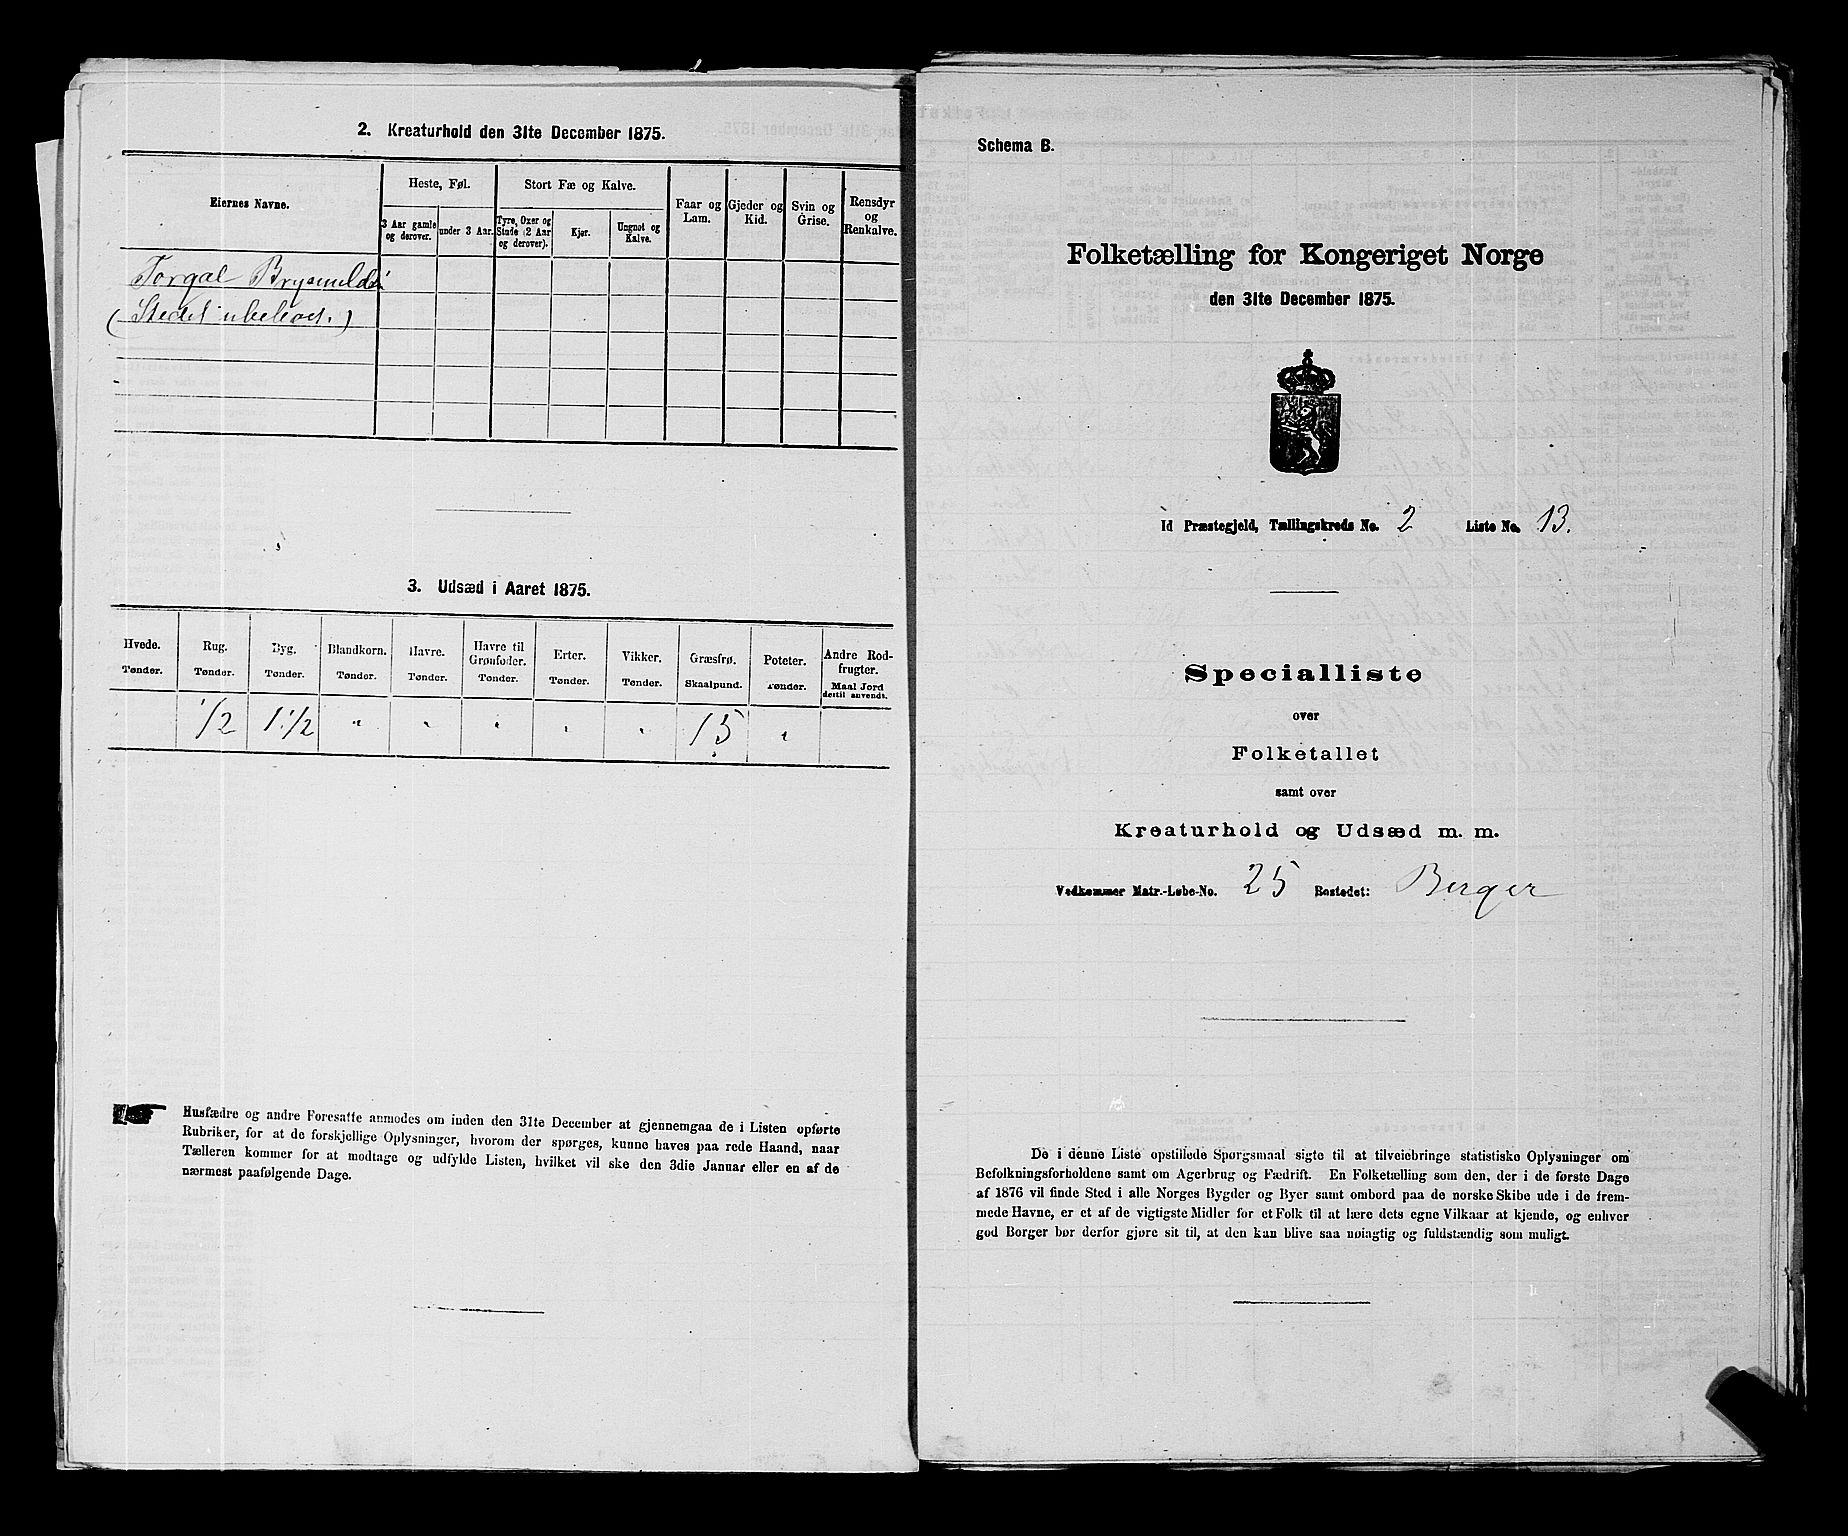 2. Kreaturhold den 31te December 1875.
Eiernes Navne.
Heste, Føl.
Stort Fæ og Kalve.
Faar og Lam.
Gjeder og Kid.
Svin og Grise.
Rensdyr og Renkalve.
3 Aar gamle og derover.
under 3 Aar.
Tyre, Oxer og Stude (2 Aar og derover).
Kjør.
Ungnøt og Kalve.
Torgal
(Stedet ubeboet.)
3. Udsæd i Aaret 1875.
Hvede. Rug. Byg. Blandkorn. Havre. Havre til Grønfoder. Erter. Vikker. Græsfrø. Poteter. Andre Rodfrugter.
Tønder. Tønder. Tønder. Tønder. Tønder. Tønder. Tønder. Tønder. Skaalpund. Tønder. Maal Jord dertil anvendt.
1/2 1 1/2 " " " " " 15 "
Husfædre og andre Foresatte anmodes om inden den 31te December at gjennemgaa de i Listen opførte
Rubriker, for at de forskjellige Oplysninger, hvorom der spørges, kunne haves paa rede Haand, naar
Tælleren kommer for at modtage og udfylde Listen, hvilket vil ske den 3die Januar eller en af de
nærmest paafølgende Dage.
Schema B.
Folketælling for Kongeriget Norge
den 31te December 1875.
Id Præstegjeld, Tællingskreds No. 2 Liste No. 13.
Specialliste
over
Folketallet
samt over
Kreaturhold og Udsæd m. m.
Vedkommer Matr.-Løbe-No. 25 Bostedet: Berger
De i denne Liste opstillede Spørgsmaal sigte til at tilveiebringe statistiske Oplysninger om
Befolkningsforholdene samt om Agerbrug og Fædrift. En Folketælling som den, der i de første Dage
af 1876 vil finde Sted i alle Norges Bygder og Byer samt ombord paa de norske Skibe ude i de frem-
mede Havne, er et af de vigtigste Midler for et Folk til at lære dets egne Vilkaar at kjende, og enhver
god Borger bør derfor gjøre sit til, at den kan blive saa nøiagtig og fuldstændig som muligt.